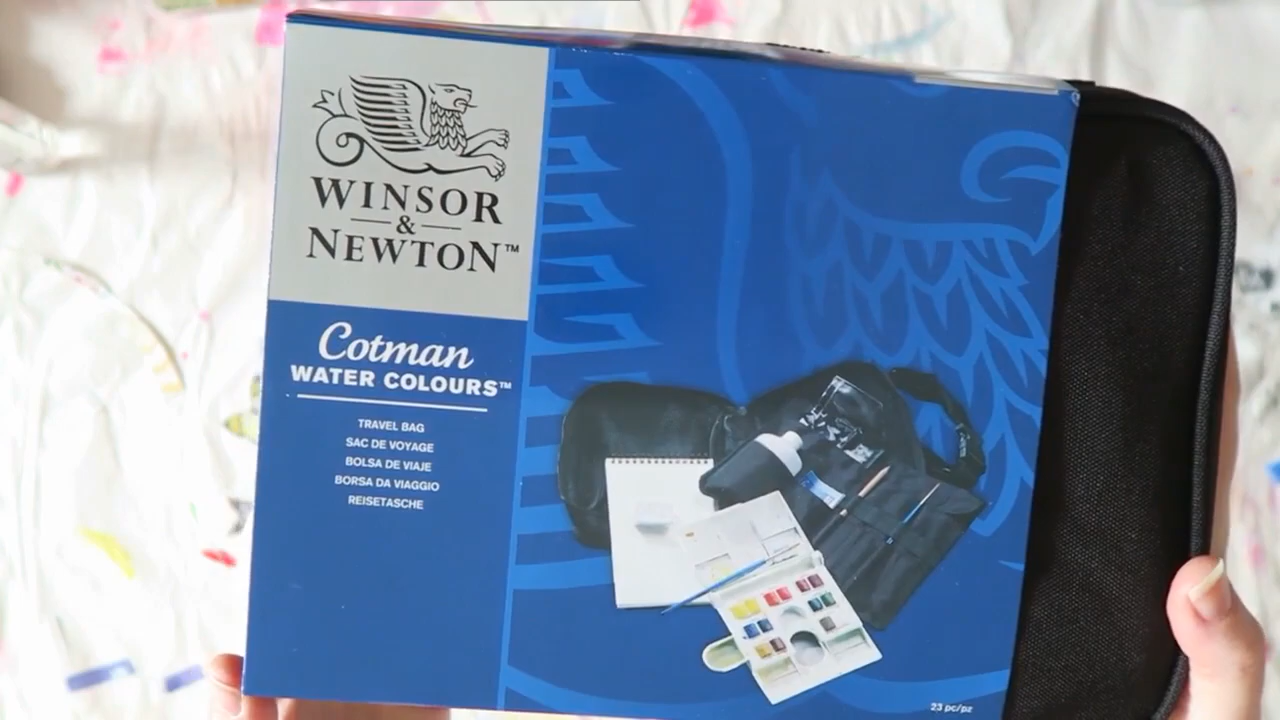 WINSOR
&
NEWTON™
Cotman
WATER COLOURS™
TRAVEL BAG
SAC DE VOYAGE
BOLSA DE VIAJE
BORSA DA VIAGGIO
REISETASCHE
23 pc/pz